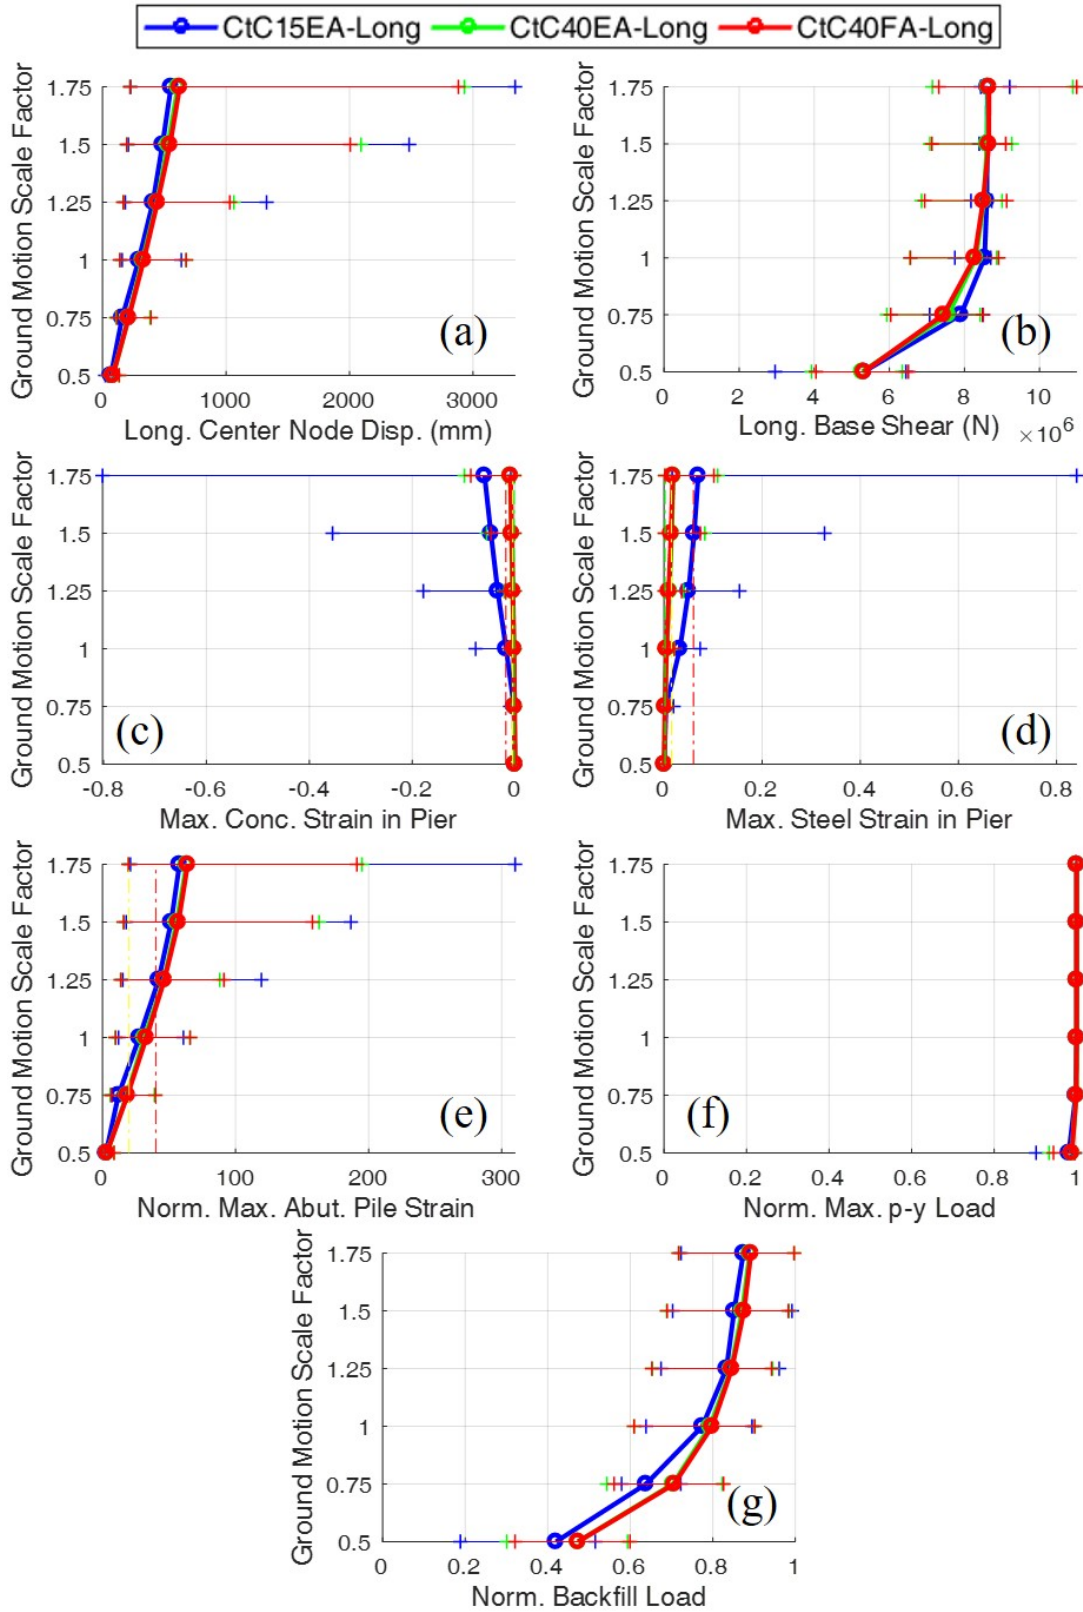 CtC15EA-Long CtC40EA-Long CtC40FA-Long
Ground Motion Scale Factor
1.75
1.5
1.25
1
0.75
0.5
0 1000 2000 3000
Long. Center Node Disp. (mm)
(a)
Ground Motion Scale Factor
1.75
1.5
1.25
1
0.75
0.5
0 2 4 6 8 10
Long. Base Shear (N) ×10^6
(b)
Ground Motion Scale Factor
1.75
1.5
1.25
1
0.75
0.5
-0.8 -0.6 -0.4 -0.2 0
Max. Conc. Strain in Pier
(c)
Ground Motion Scale Factor
1.75
1.5
1.25
1
0.75
0.5
0 0.2 0.4 0.6 0.8
Max. Steel Strain in Pier
(d)
Ground Motion Scale Factor
1.75
1.5
1.25
1
0.75
0.5
0 100 200 300
Norm. Max. Abut. Pile Strain
(e)
Ground Motion Scale Factor
1.75
1.5
1.25
1
0.75
0.5
0 0.2 0.4 0.6 0.8 1
Norm. Max. p-y Load
(f)
Ground Motion Scale Factor
1.75
1.5
1.25
1
0.75
0.5
0 0.2 0.4 0.6 0.8 1
Norm. Backfill Load
(g)